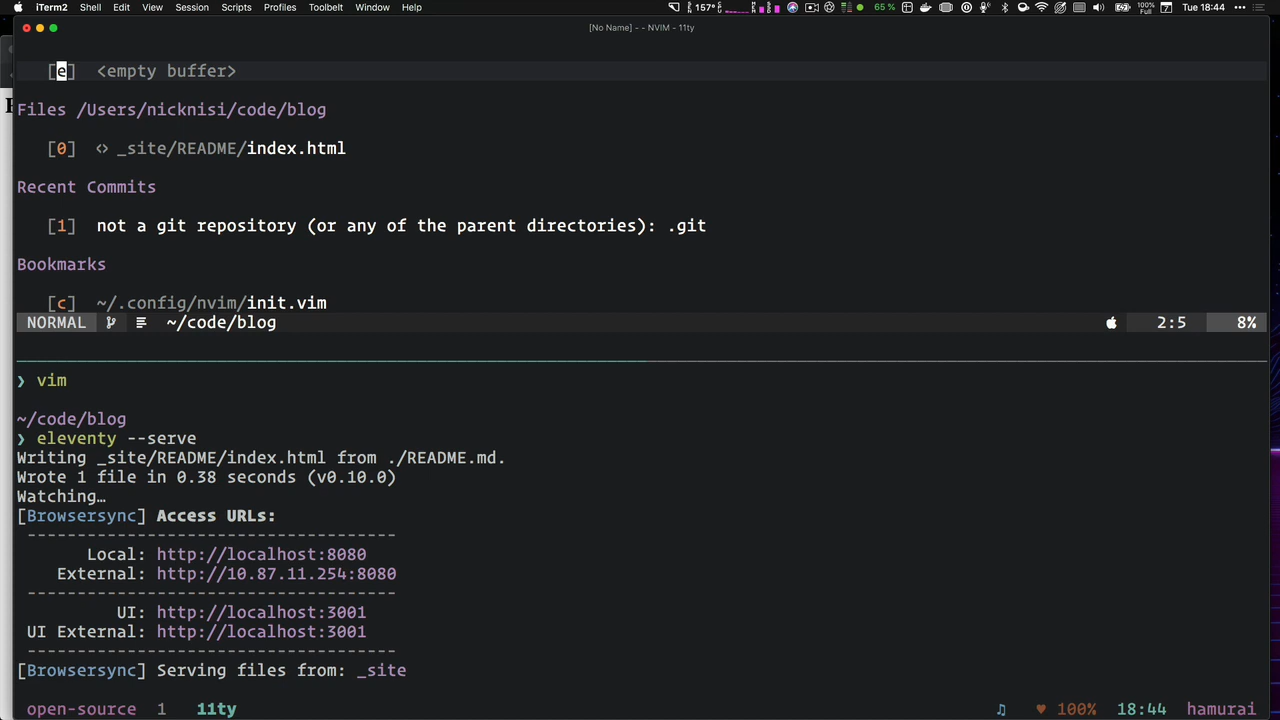 iTerm2 Shell Edit View Session Scripts Profiles Toolbelt Window Help 157° 65% 100% Full 7 Tue 18:44
[No Name] - - NVIM - 11ty
[e] <empty buffer>
Files /Users/nicknisi/code/blog
[0] <> _site/README/index.html
Recent Commits
[1] not a git repository (or any of the parent directories): .git
Bookmarks
[c] ~/.config/nvim/init.vim
NORMAL ~/code/blog 2:5 8%
❯ vim
~/code/blog
❯ eleventy --serve
Writing _site/README/index.html from ./README.md.
Wrote 1 file in 0.38 seconds (v0.10.0)
Watching…
[Browsersync] Access URLs:
-------------------------------------
Local: http://localhost:8080
External: http://10.87.11.254:8080
-------------------------------------
UI: http://localhost:3001
UI External: http://localhost:3001
-------------------------------------
[Browsersync] Serving files from: _site
open-source 1 11ty ♫ ♥ 100% 18:44 hamurai